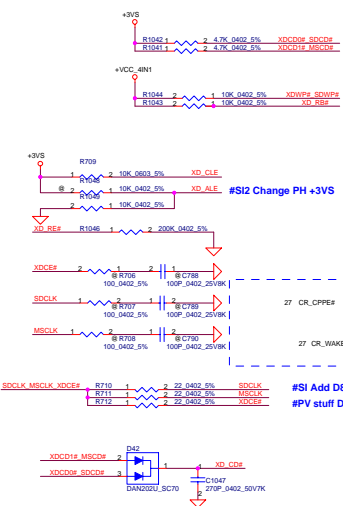 +3VS
R1042 1 2 4.7K_0402_5% XDCD0#_SDCD#
R1041 1 2 4.7K_0402_5% XDCD1#_MSCD#
+VCC_4IN1
R1044 2 1 10K_0402_5% XDWP#_SDWP#
R1043 2 1 10K_0402_5% XD_RB#
+3VS
R709
1 2 10K_0603_5% XD_CLE
R1048
@ 2 1 10K_0402_5% XD_ALE #SI2 Change PH +3VS
R1049
2 1 10K_0402_5%
XD_RE# R1046 1 2 200K_0402_5%
XDCE# 2 1 2 1
@ R706 @ C788
100_0402_5% 100P_0402_25V8K
27 CR_CPPE#
SDCLK 1 2 1 2
@ R707 @ C789
100_0402_5% 100P_0402_25V8K
MSCLK 1 2 1 2
27 CR_WAKE
@ R708 @ C790
100_0402_5% 100P_0402_25V8K
SDCLK_MSCLK_XDCE# R710 1 2 22_0402_5% SDCLK #SI Add D8
R711 1 2 22_0402_5% MSCLK
R712 1 2 22_0402_5% XDCE# #PV stuff D
D42
XDCD1#_MSCD# 2
1 XD_CD#
XDCD0#_SDCD# 3
DAN202U_SC70
1
C1047
270P_0402_50V7K
2